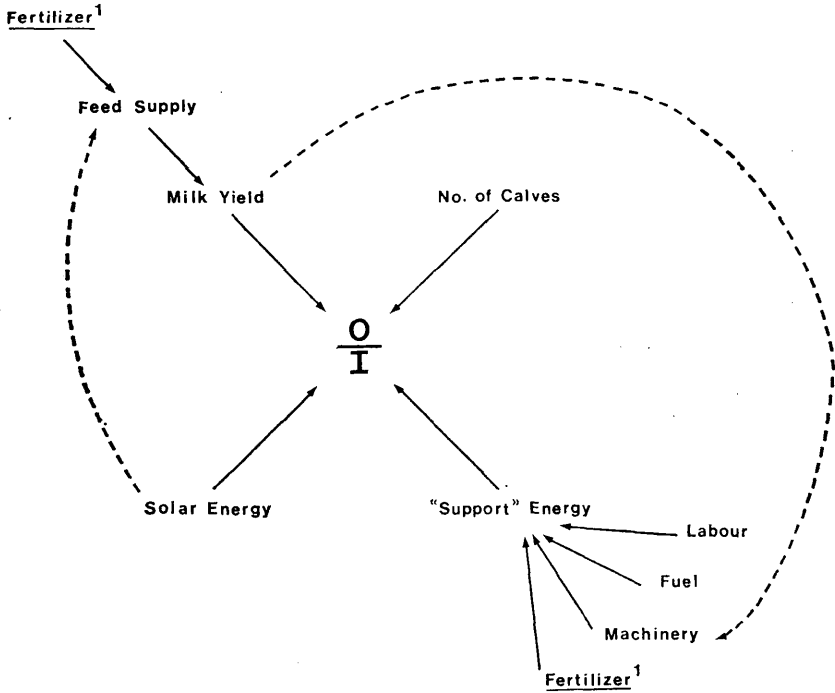 Fertilizer¹
Feed Supply
Milk Yield
No. of Calves
O
I
Solar Energy
“Support” Energy
Labour
Fuel
Machinery
Fertilizer¹